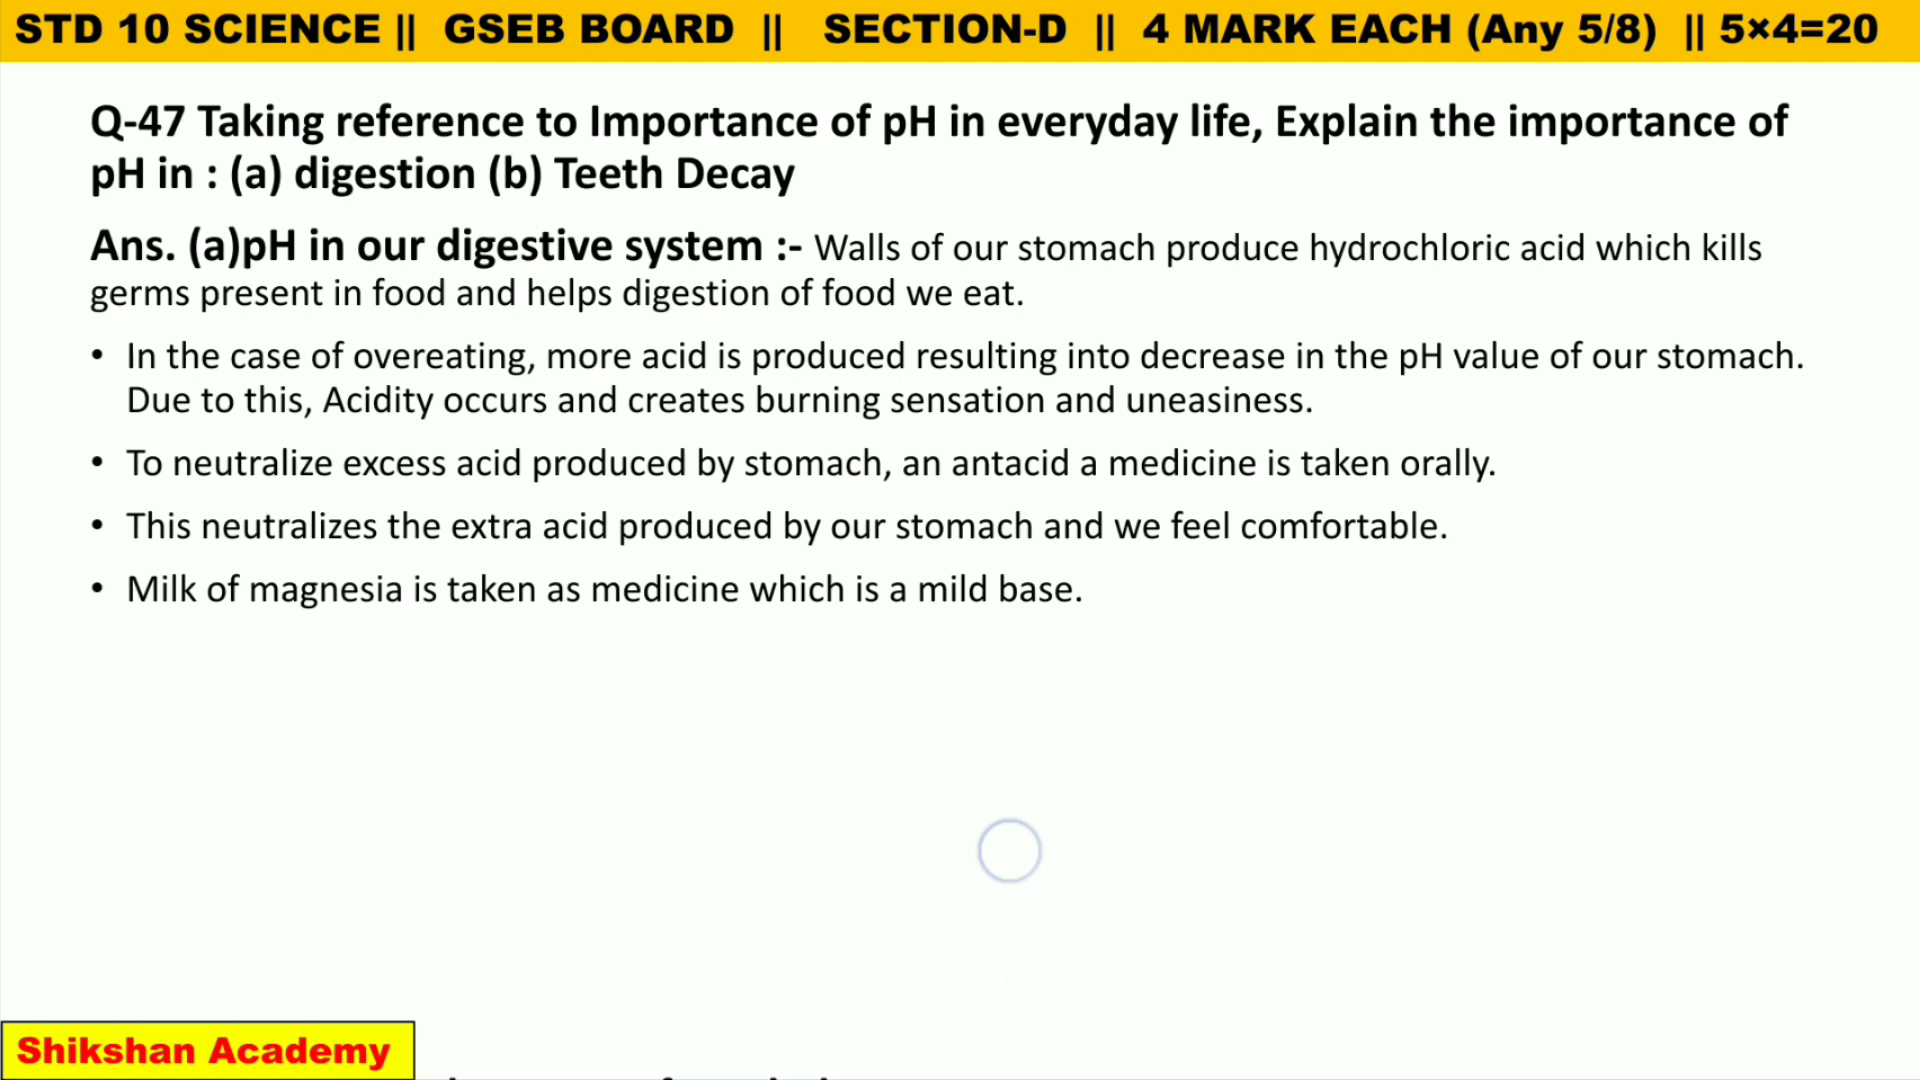 STD 10 SCIENCE || GSEB BOARD || SECTION-D || 4 MARK EACH (Any 5/8) || 5×4=20
Q-47 Taking reference to Importance of pH in everyday life, Explain the importance of
pH in : (a) digestion (b) Teeth Decay
Ans. (a)pH in our digestive system :- Walls of our stomach produce hydrochloric acid which kills
germs present in food and helps digestion of food we eat.
• In the case of overeating, more acid is produced resulting into decrease in the pH value of our stomach.
Due to this, Acidity occurs and creates burning sensation and uneasiness.
• To neutralize excess acid produced by stomach, an antacid a medicine is taken orally.
• This neutralizes the extra acid produced by our stomach and we feel comfortable.
• Milk of magnesia is taken as medicine which is a mild base.
Shikshan Academy